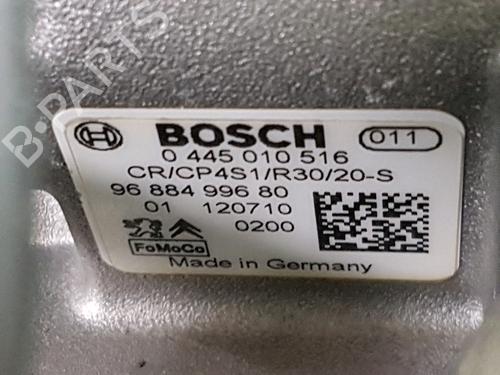 BOSCH 011
0 445 010 516
CR/CP4S1/R30/20-S
96 884 996 80
01 120710
0200
FoMoCo
Made in Germany
B-PARTS